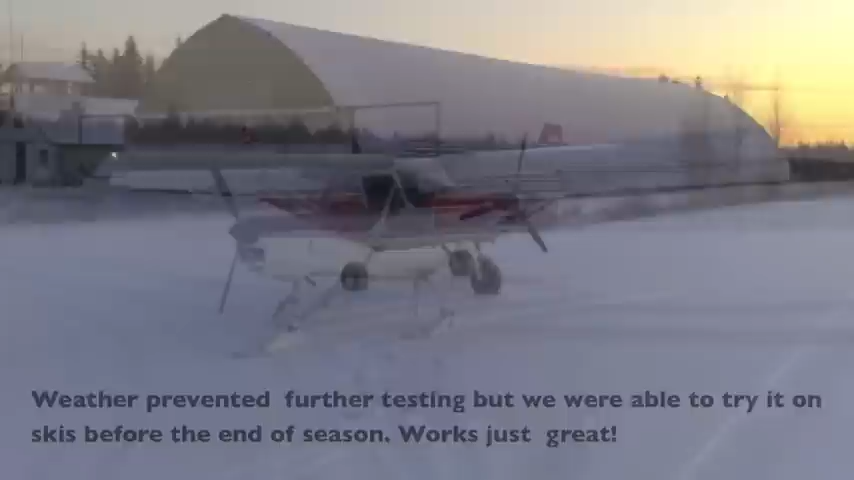 Weather prevented  further testing but we were able to try it on
skis before the end of season. Works just  great!